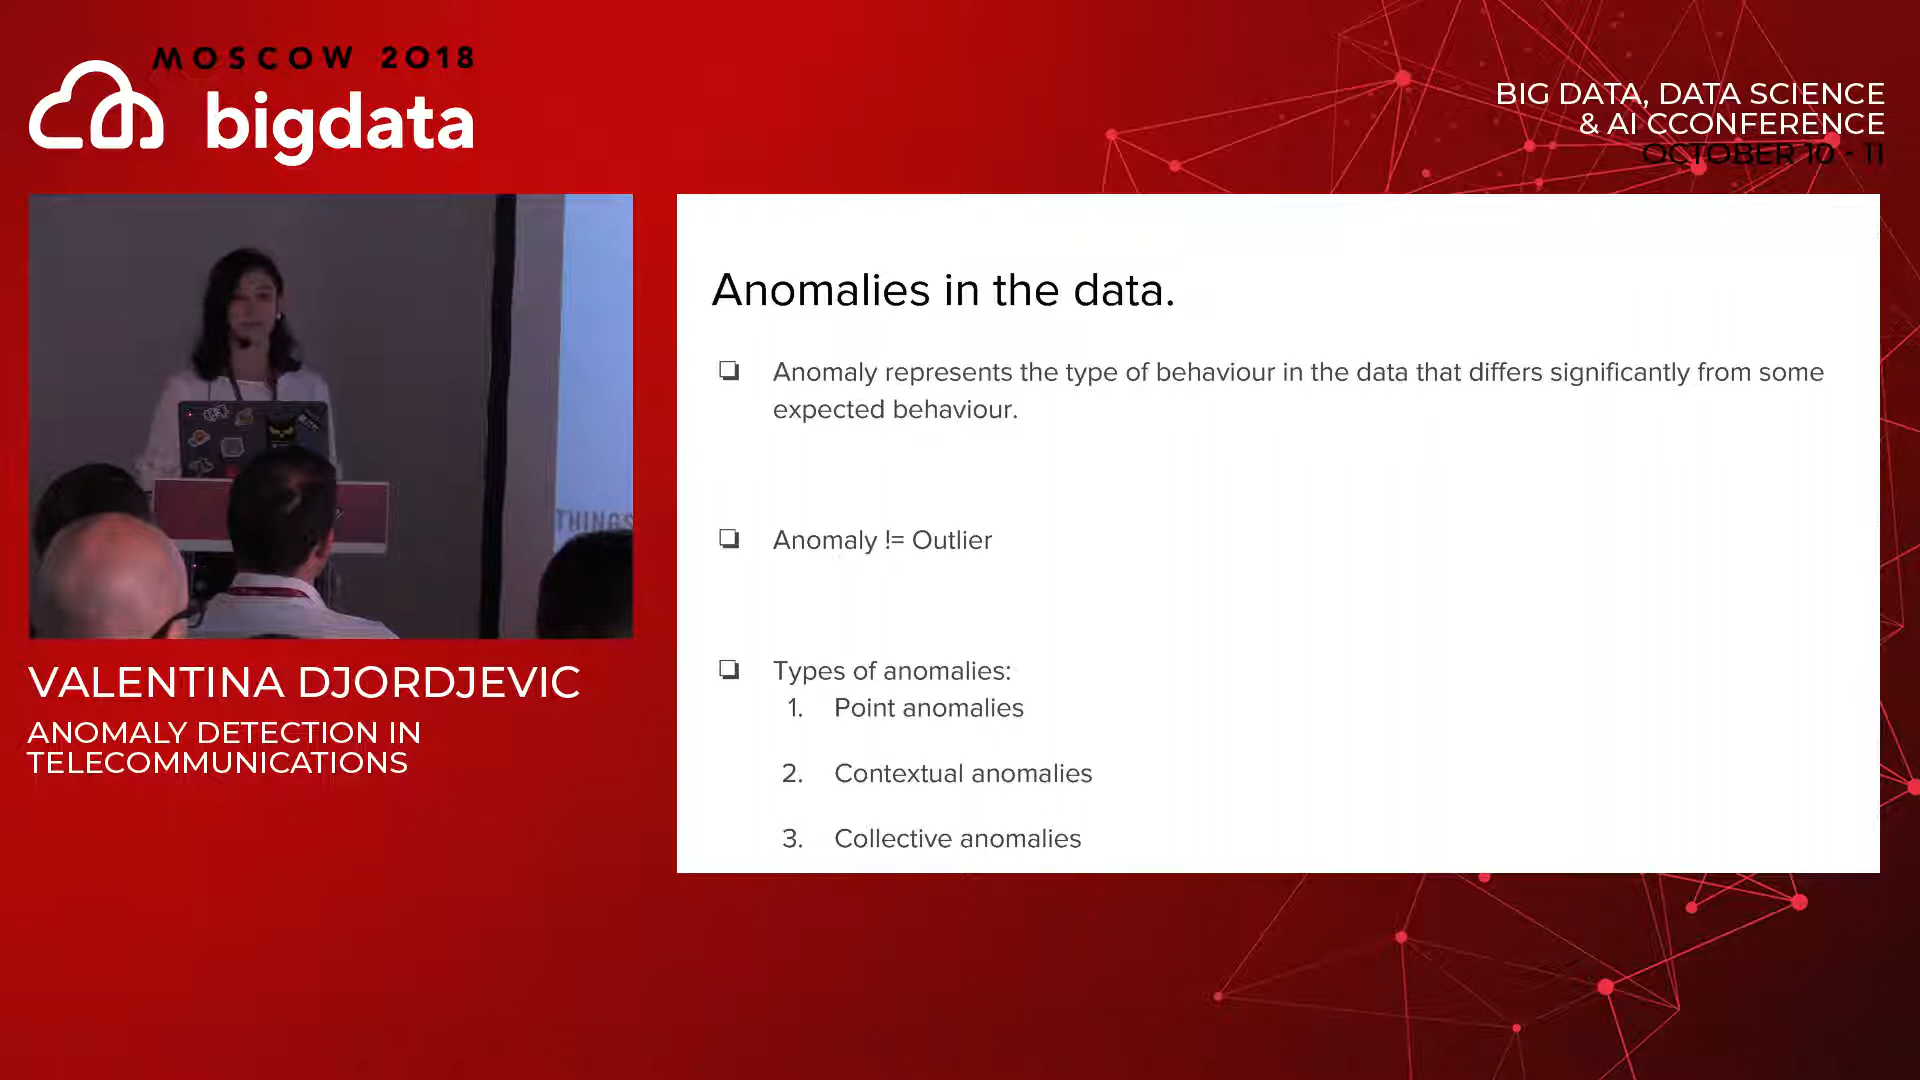 MOSCOW 2018
bigdata
BIG DATA, DATA SCIENCE
& AI CCONFERENCE
OCTOBER 10 - 11
THINGS
VALENTINA DJORDJEVIC
ANOMALY DETECTION IN
TELECOMMUNICATIONS
Anomalies in the data.
❏ Anomaly represents the type of behaviour in the data that differs significantly from some
expected behaviour.
❏ Anomaly != Outlier
❏ Types of anomalies:
1. Point anomalies
2. Contextual anomalies
3. Collective anomalies